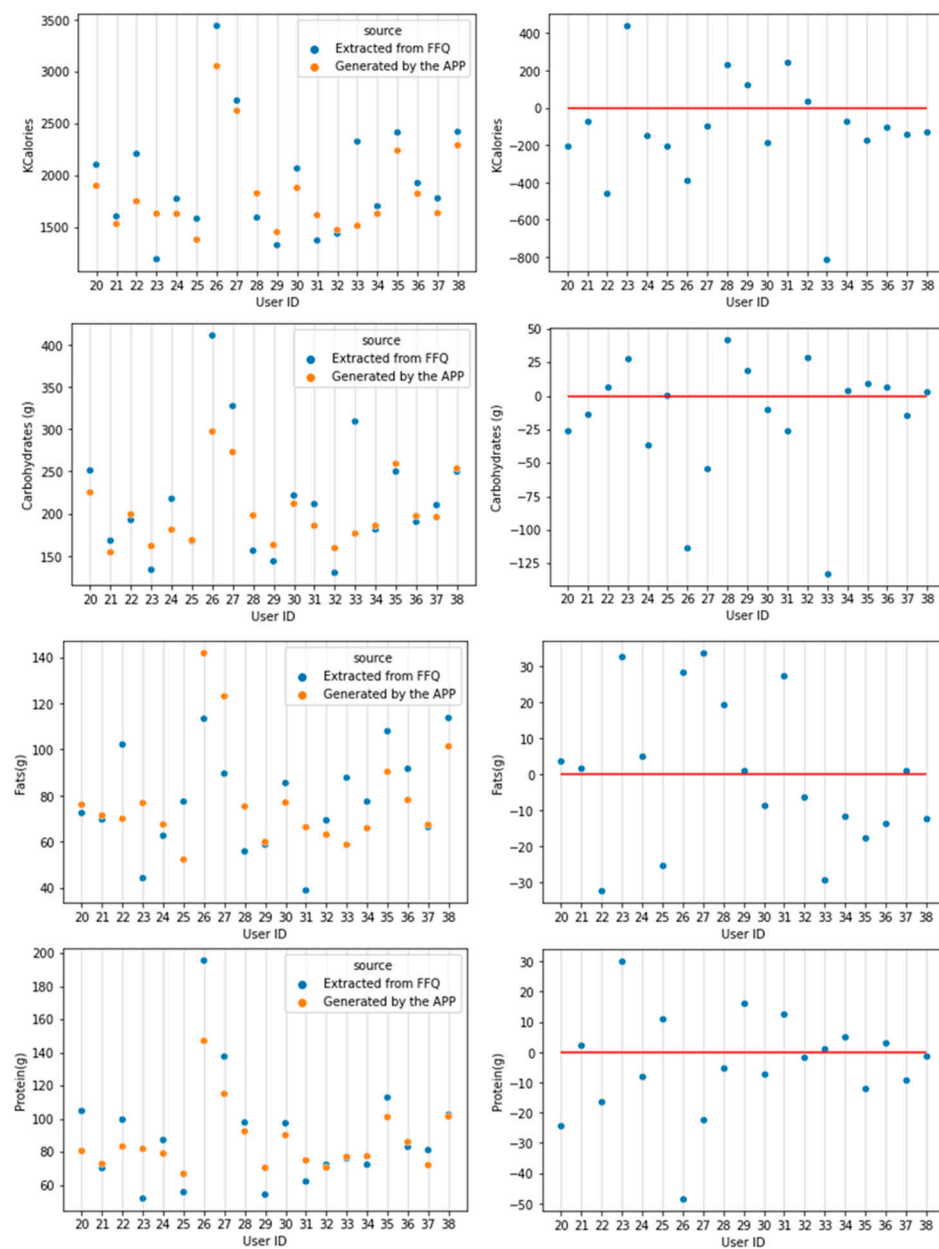 source
Extracted from FFQ
Generated by the APP
KCalories
3500
3000
2500
2000
1500
20 21 22 23 24 25 26 27 28 29 30 31 32 33 34 35 36 37 38
User ID
KCalories
400
200
0
−200
−400
−600
−800
20 21 22 23 24 25 26 27 28 29 30 31 32 33 34 35 36 37 38
User ID
source
Extracted from FFQ
Generated by the APP
Carbohydrates (g)
400
350
300
250
200
150
20 21 22 23 24 25 26 27 28 29 30 31 32 33 34 35 36 37 38
User ID
Carbohydrates (g)
50
25
0
−25
−50
−75
−100
−125
20 21 22 23 24 25 26 27 28 29 30 31 32 33 34 35 36 37 38
User ID
source
Extracted from FFQ
Generated by the APP
Fats(g)
140
120
100
80
60
40
20 21 22 23 24 25 26 27 28 29 30 31 32 33 34 35 36 37 38
User ID
Fats(g)
30
20
10
0
−10
−20
−30
20 21 22 23 24 25 26 27 28 29 30 31 32 33 34 35 36 37 38
User ID
source
Extracted from FFQ
Generated by the APP
Protein(g)
200
180
160
140
120
100
80
60
20 21 22 23 24 25 26 27 28 29 30 31 32 33 34 35 36 37 38
User ID
Protein(g)
30
20
10
0
−10
−20
−30
−40
−50
20 21 22 23 24 25 26 27 28 29 30 31 32 33 34 35 36 37 38
User ID